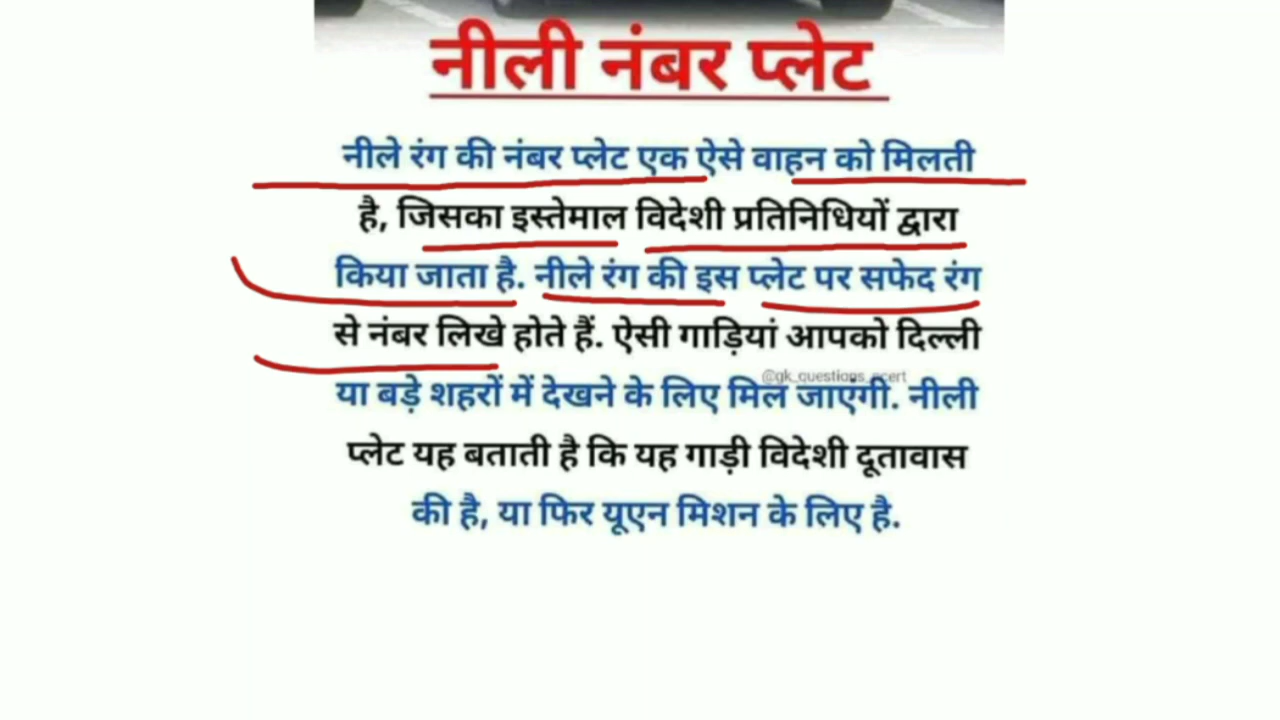 नीली नंबर प्लेट
नीले रंग की नंबर प्लेट एक ऐसे वाहन को मिलती
है, जिसका इस्तेमाल विदेशी प्रतिनिधियों द्वारा
किया जाता है. नीले रंग की इस प्लेट पर सफेद रंग
से नंबर लिखे होते हैं. ऐसी गाड़ियां आपको दिल्ली
@gk_questions_ncert
या बड़े शहरों में देखने के लिए मिल जाएंगी. नीली
प्लेट यह बताती है कि यह गाड़ी विदेशी दूतावास
की है, या फिर यूएन मिशन के लिए है.